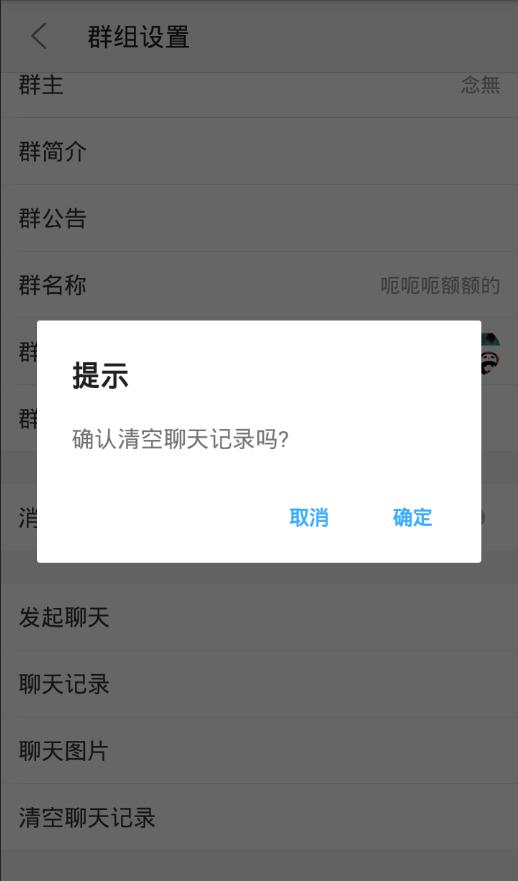 群组设置
群主
念無
群简介
群公告
群名称
呃呃呃额额的
群
群
提示
确认清空聊天记录吗?
取消
确定
消
发起聊天
聊天记录
聊天图片
清空聊天记录